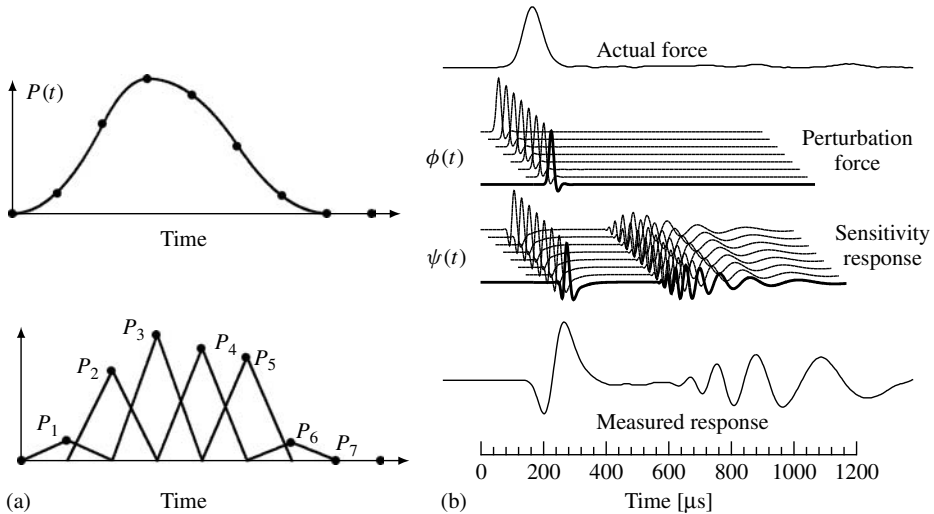 P(t)
Time
P1
P2
P3
P4
P5
P6
P7
(a)
Time
Actual force
ϕ(t)
Perturbation
force
ψ(t)
Sensitivity
response
Measured response
0 200 400 600 800 1000 1200
(b)
Time [μs]